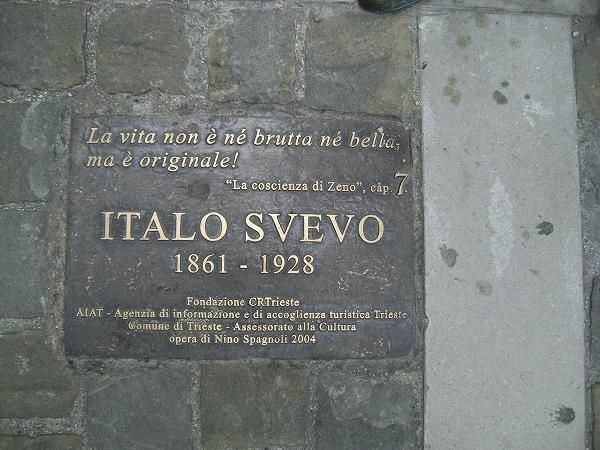 La vita non è né brutta né bella,
ma è originale!
"La coscienza di Zeno", cap. 7.
ITALO SVEVO
1861 - 1928
Fondazione CRTrieste
AIAT - Agenzia di informazione e di accoglienza turistica Trieste
Comune di Trieste - Assessorato alla Cultura
opera di Nino Spagnoli 2004